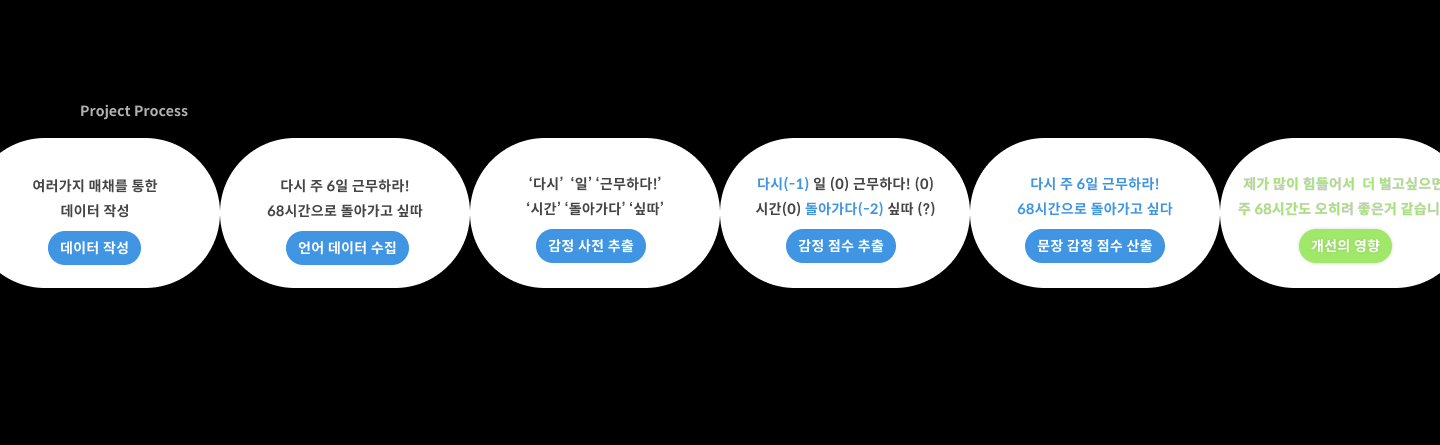 Project Process
여러가지 매채를 통한
데이터 작성
데이터 작성
다시 주 6일 근무하라!
68시간으로 돌아가고 싶따
언어 데이터 수집
‘다시’ ‘일’ ‘근무하다!’
‘시간’ ‘돌아가다’ ‘싶따’
감정 사전 추출
다시(-1) 일 (0) 근무하다! (0)
시간(0) 돌아가다(-2) 싶따 (?)
감정 점수 추출
다시 주 6일 근무하라!
68시간으로 돌아가고 싶다
문장 감정 점수 산출
제가 많이 힘들어서 더 벌고싶으면
주 68시간도 오히려 좋은거 같습니
개선의 영향